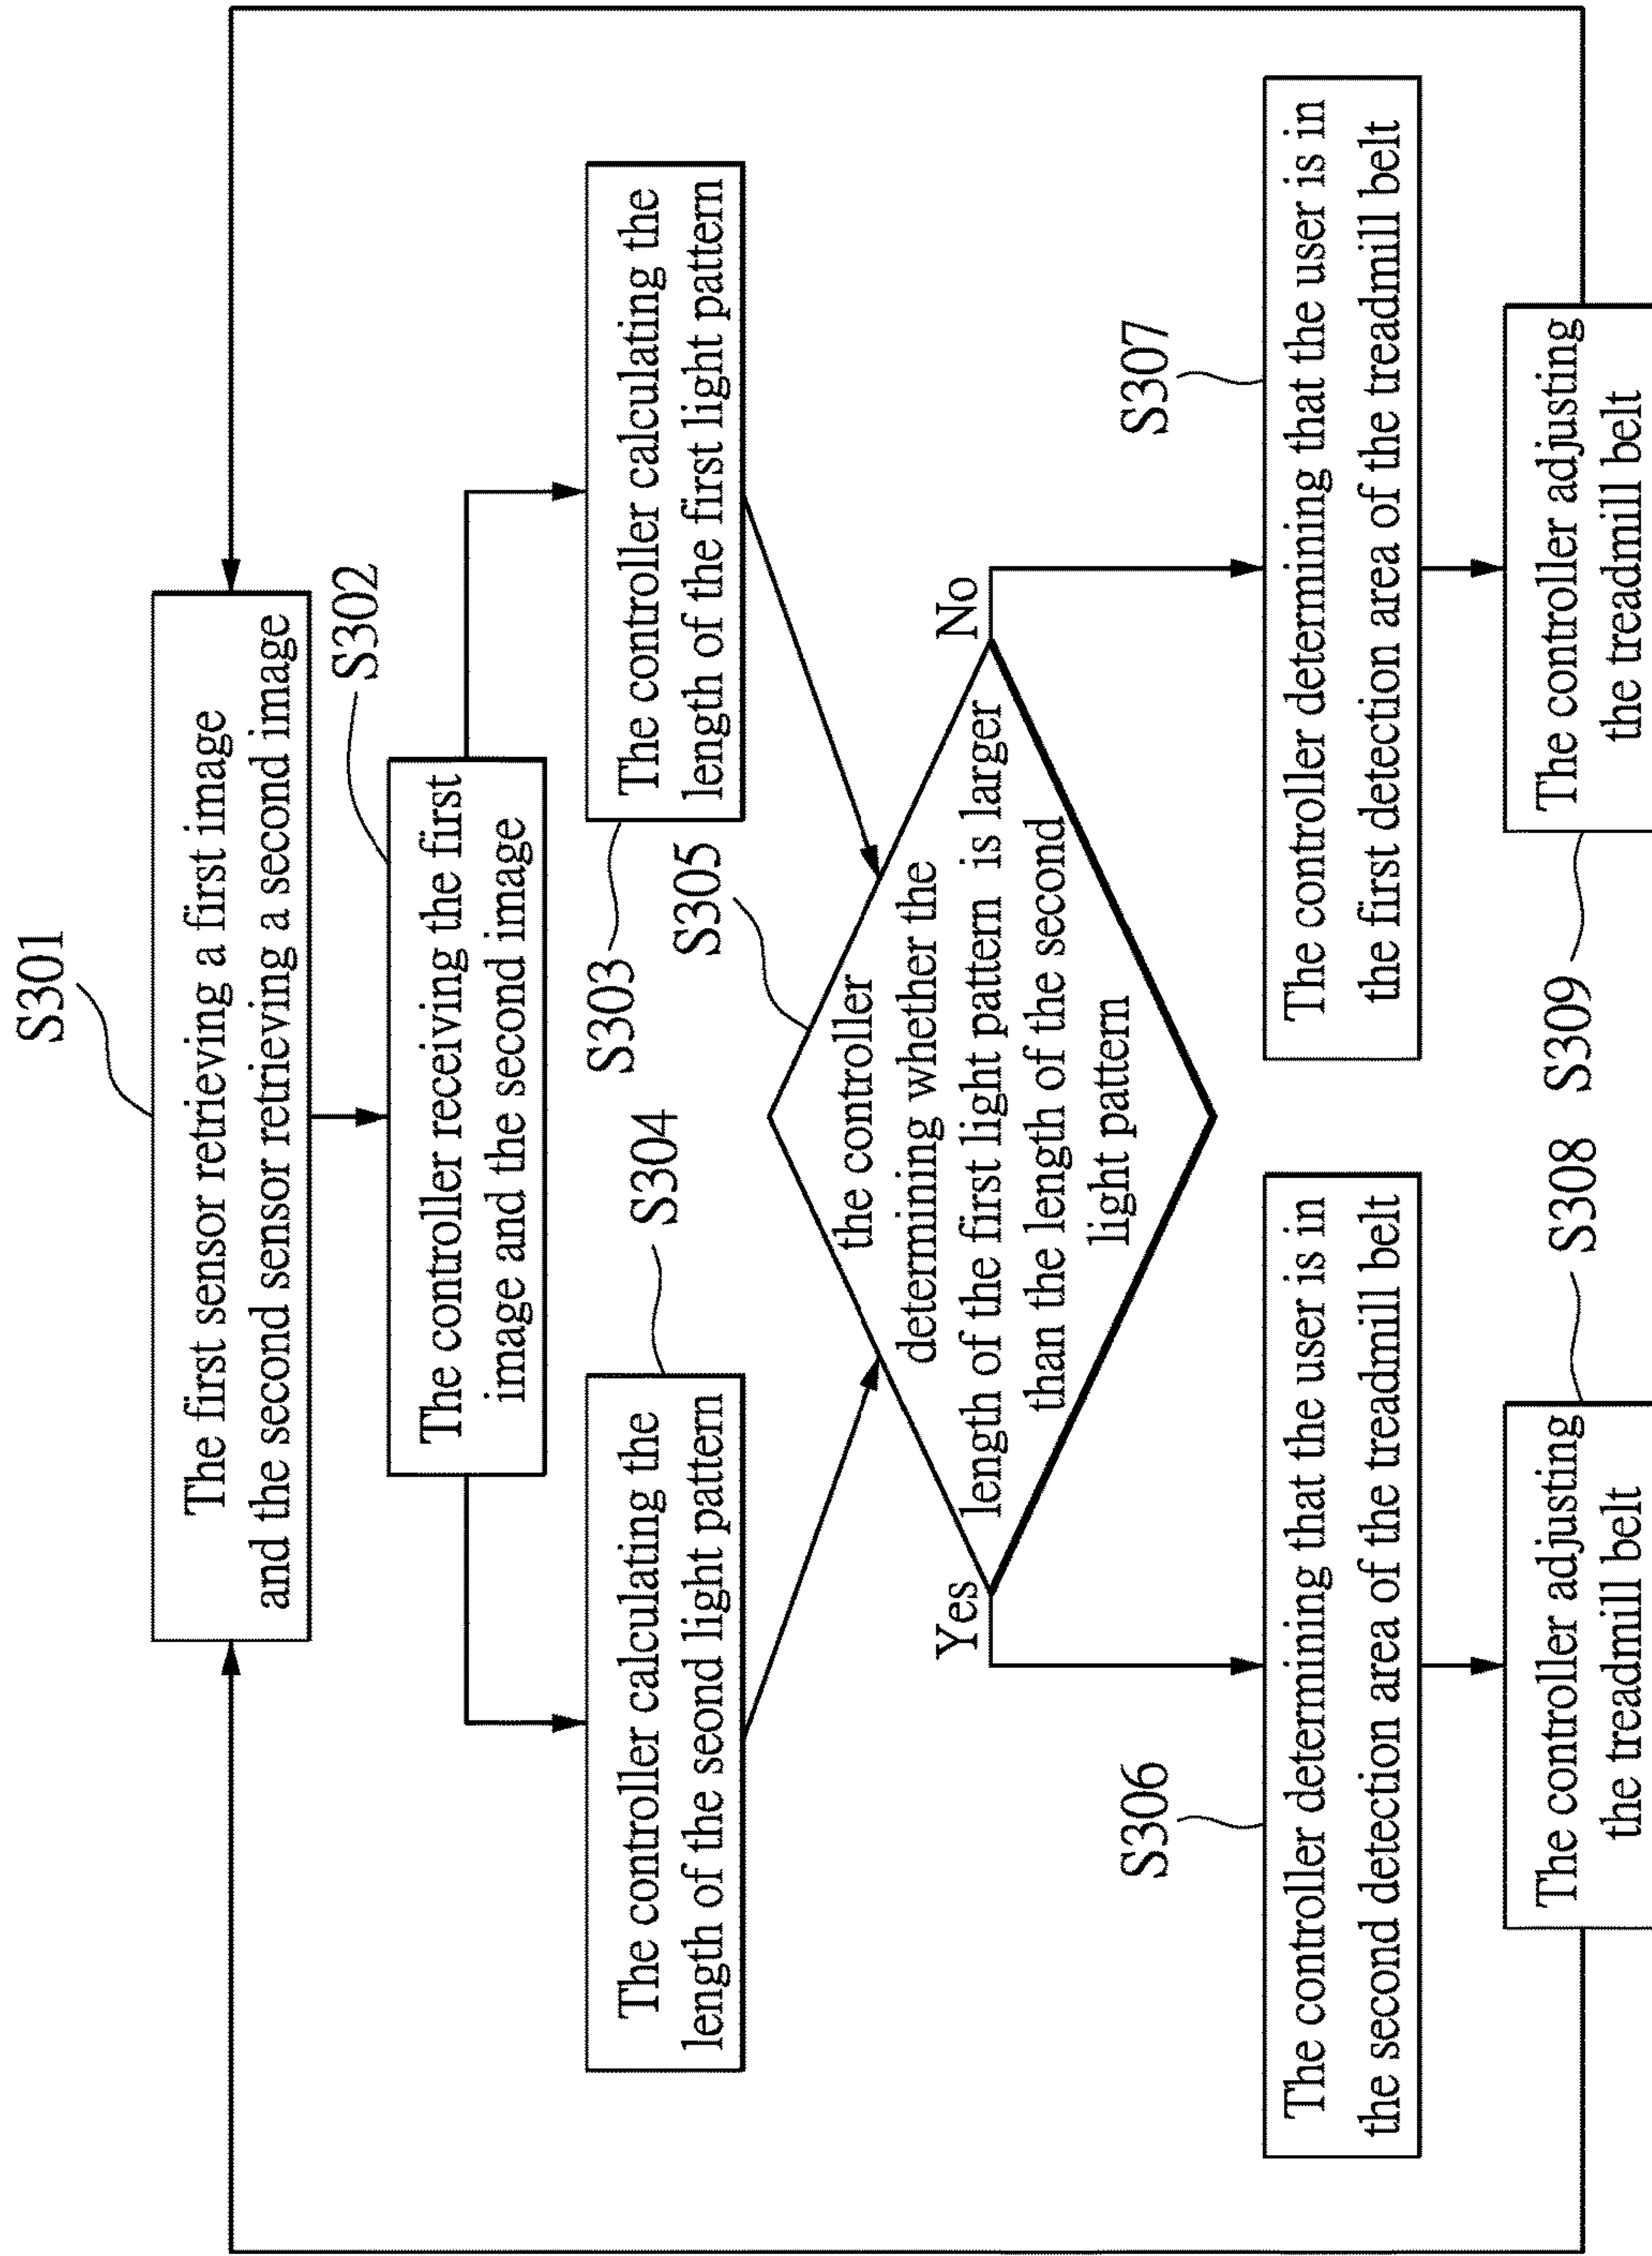 S301
The first sensor retrieving a first image
and the second sensor retrieving a second image
S302
The controller receiving the first
image and the second image
S304
The controller calculating the
length of the seond light pattern
S303
The controller calculating the
length of the first light pattern
S305
the controller
determining whether the
length of the first light pattern is larger
than the length of the second
light pattern
Yes
No
S306
The controller determining that the user is in
the second detection area of the treadmill belt
S307
The controller determining that the user is in
the first detection area of the treadmill belt
S308
The controller adjusting
the treadmill belt
S309
The controller adjusting
the treadmill belt